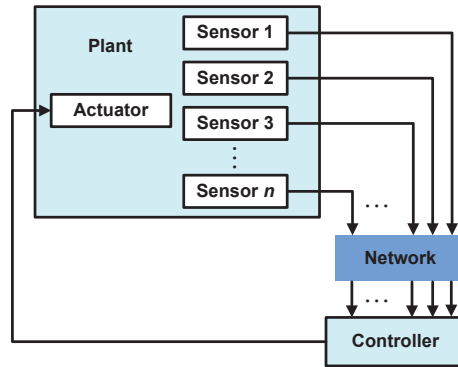 Plant
Sensor 1
Sensor 2
Actuator
Sensor 3
⋮
Sensor n
...
Network
...
Controller